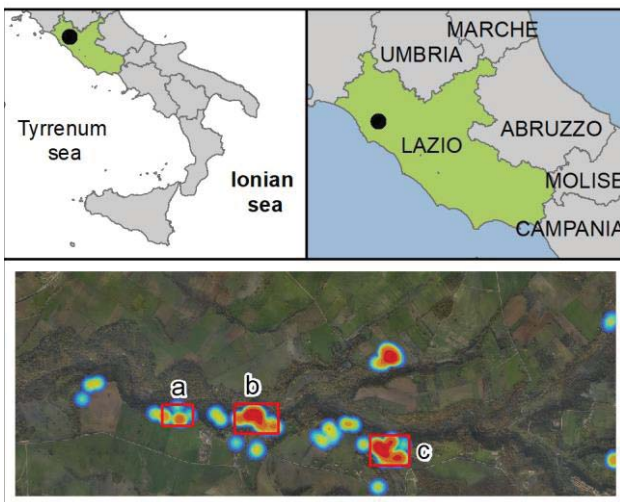 Tyrrenum
sea
Ionian
sea
MARCHE
UMBRIA
LAZIO
ABRUZZO
MOLISE
CAMPANIA
a
b
c